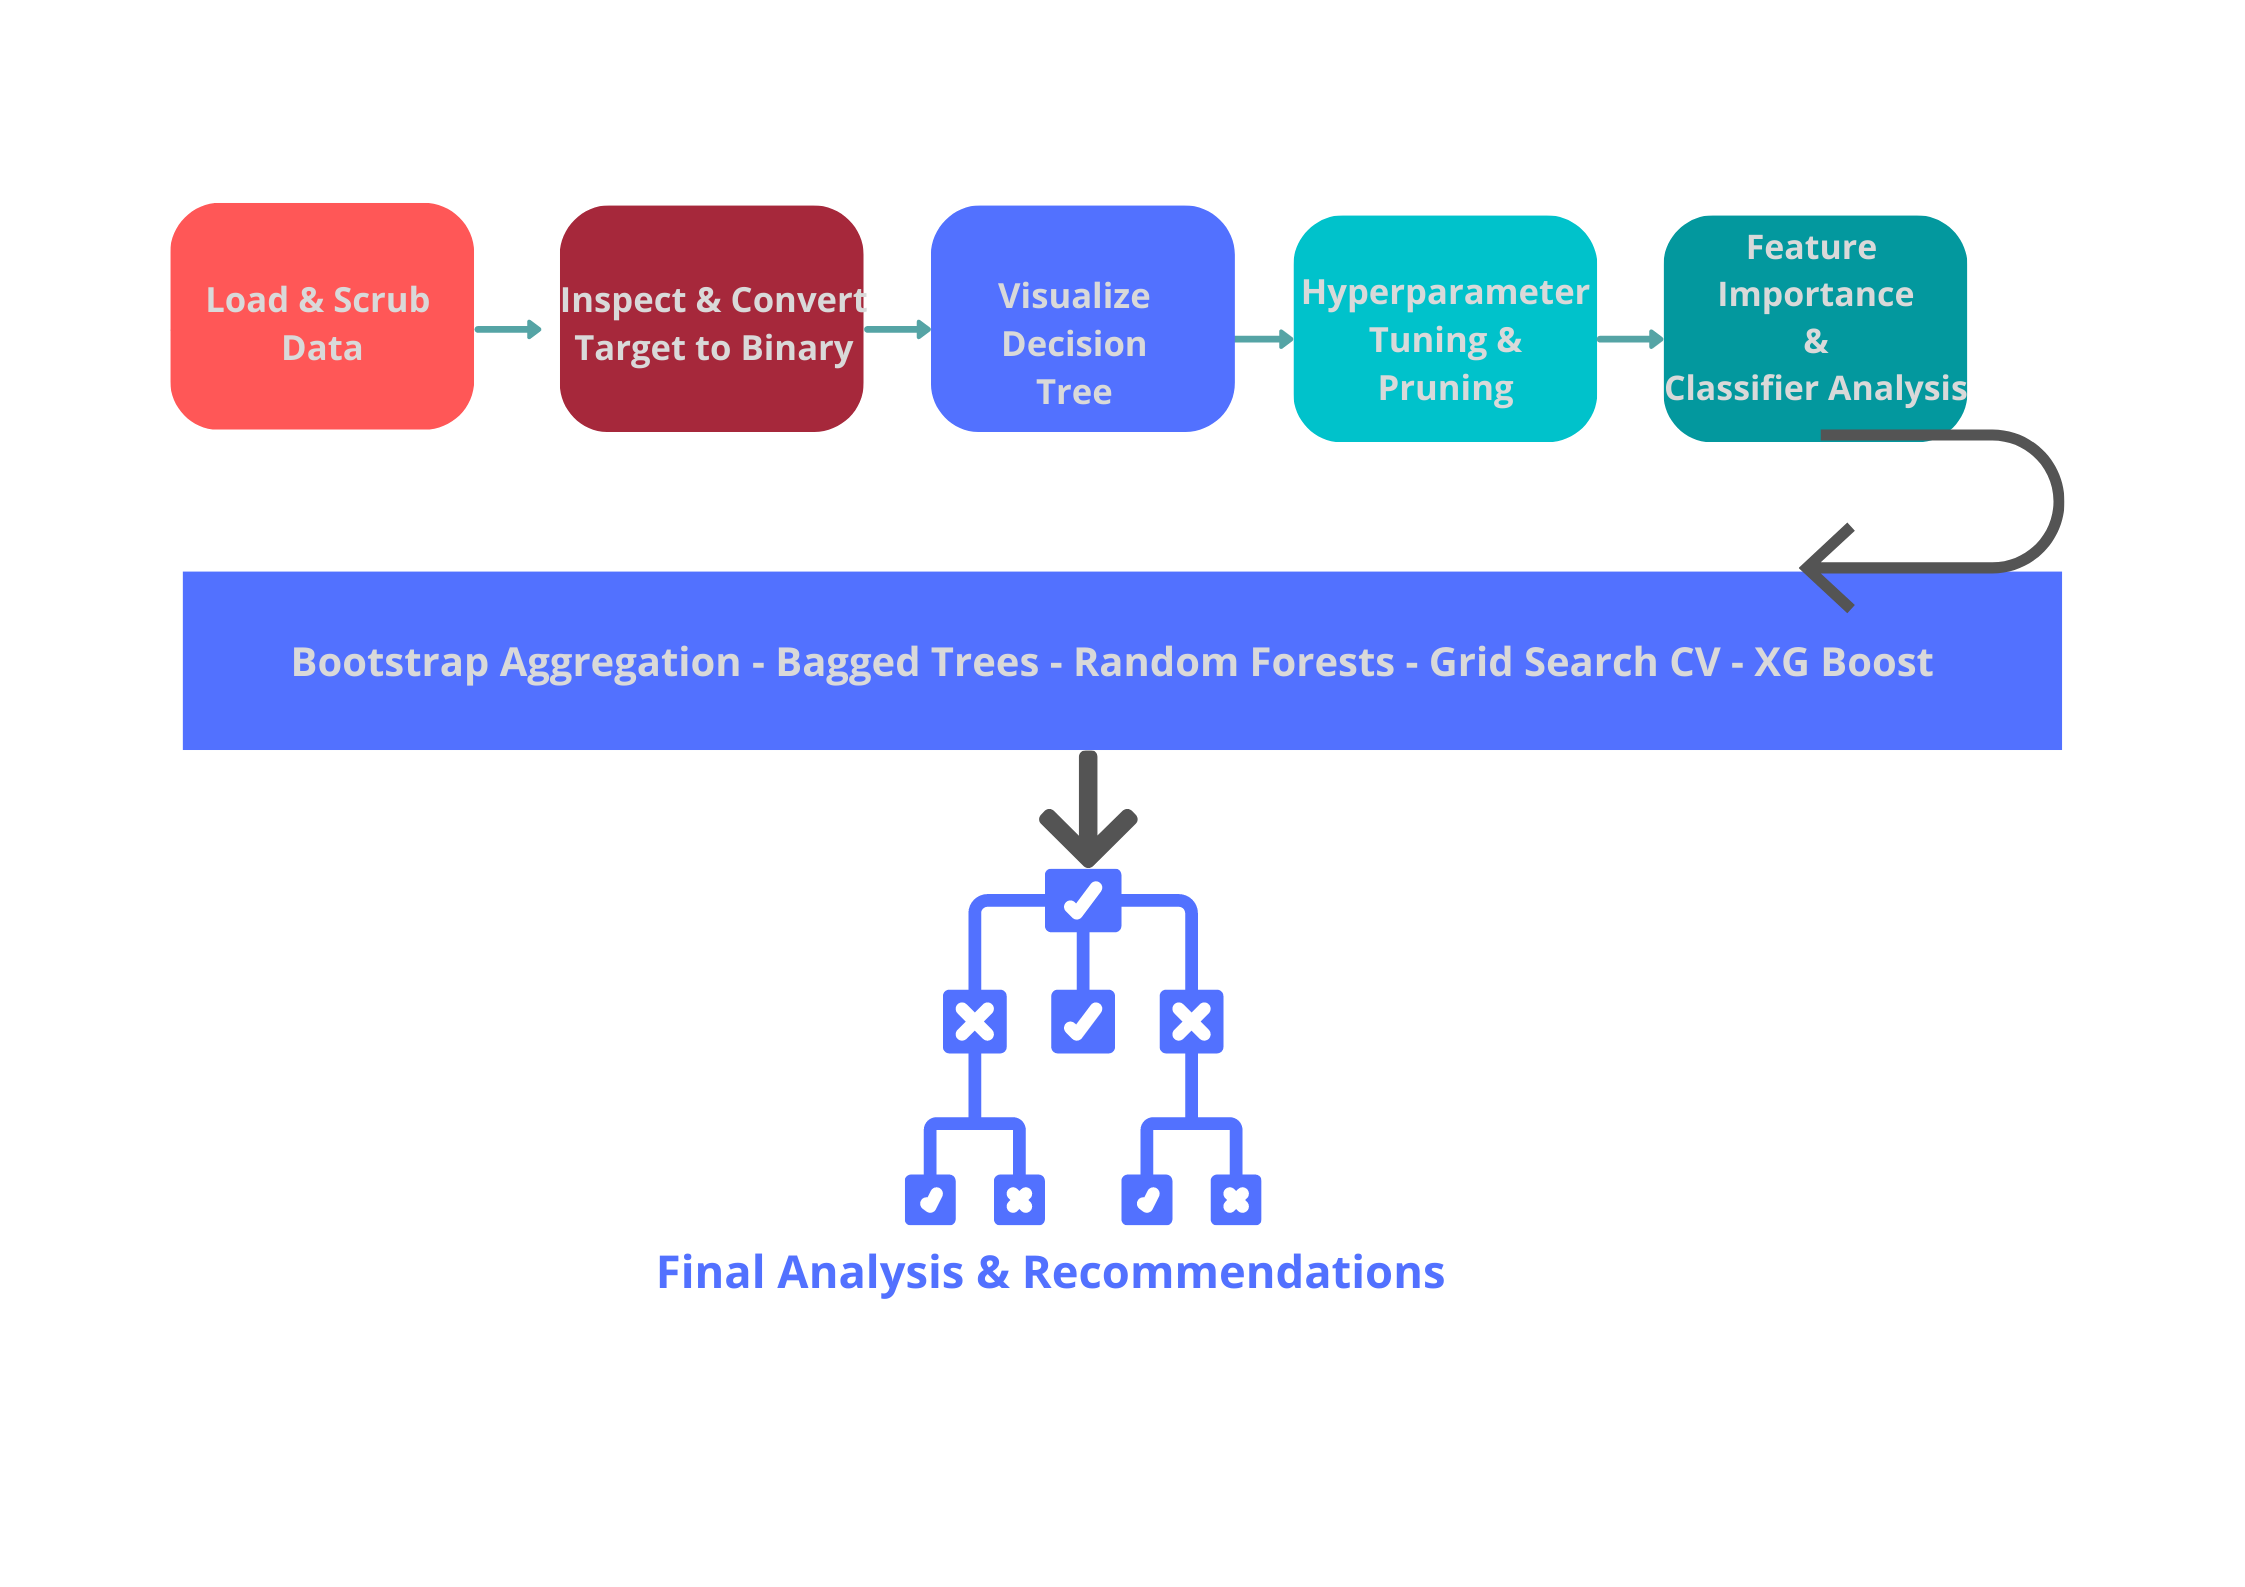 Load & Scrub
Data
Inspect & Convert
Target to Binary
Visualize
Decision
Tree
Hyperparameter
Tuning &
Pruning
Feature
Importance
&
Classifier Analysis
Bootstrap Aggregation - Bagged Trees - Random Forests - Grid Search CV - XG Boost
Final Analysis & Recommendations